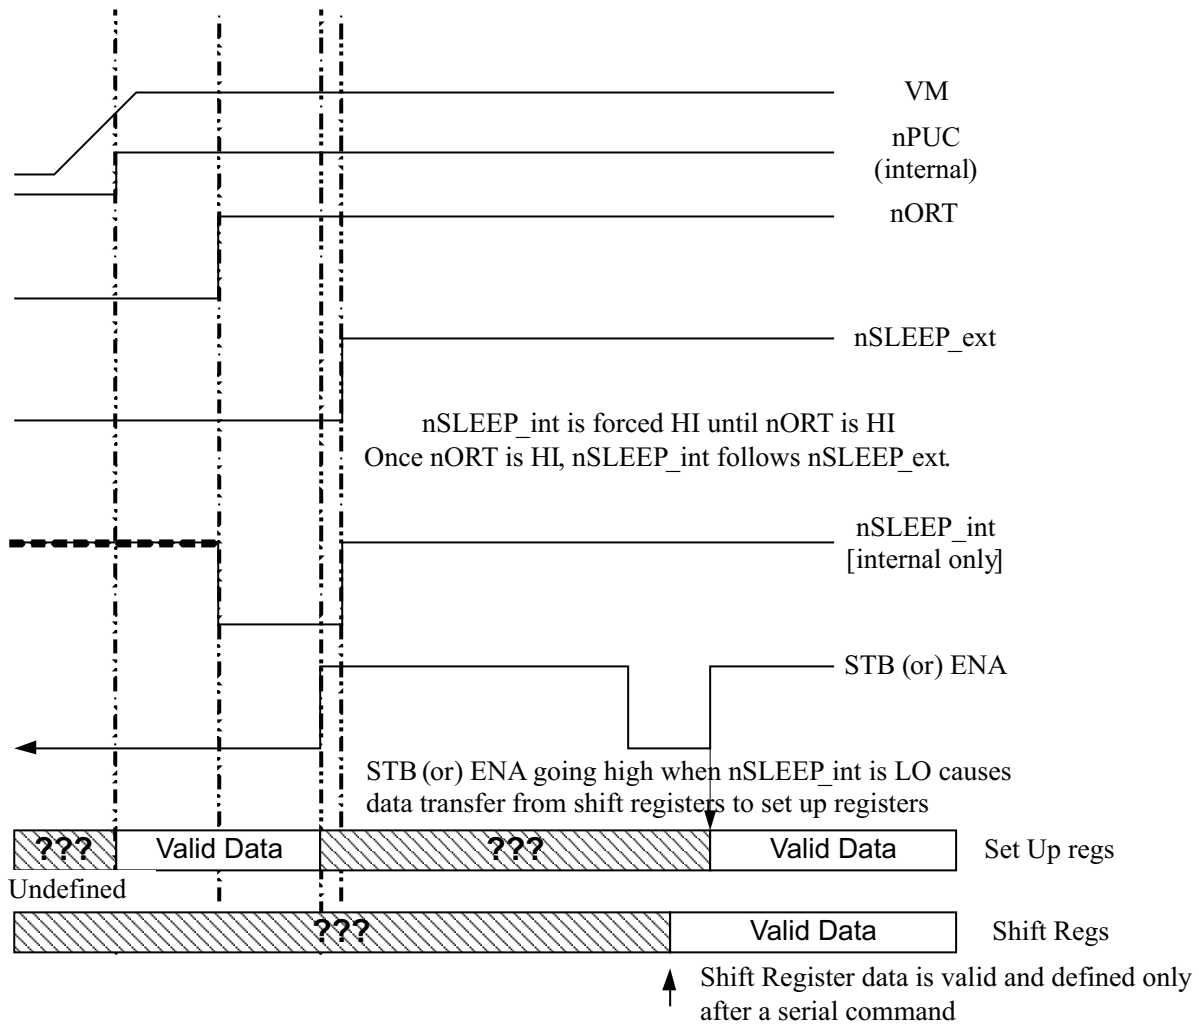 VM
nPUC
(internal)
nORT
nSLEEP_ext
nSLEEP_int is forced HI until nORT is HI
Once nORT is HI, nSLEEP_int follows nSLEEP_ext.
nSLEEP_int
[internal only]
STB (or) ENA
STB (or) ENA going high when nSLEEP_int is LO causes
data transfer from shift registers to set up registers
??? Valid Data ??? Valid Data Set Up regs
Undefined
??? Valid Data Shift Regs
Shift Register data is valid and defined only
after a serial command